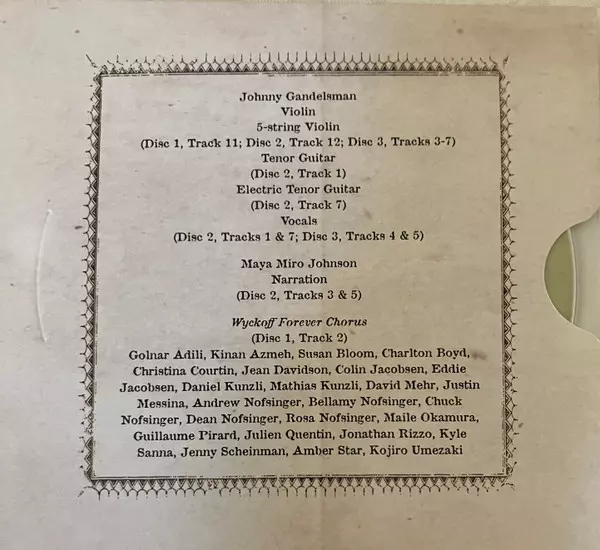 Johnny Gandelsman
Violin
5-string Violin
(Disc 1, Track 11; Disc 2, Track 12; Disc 3, Tracks 3-7)
Tenor Guitar
(Disc 2, Track 1)
Electric Tenor Guitar
(Disc 2, Track 7)
Vocals
(Disc 2, Tracks 1 & 7; Disc 3, Tracks 4 & 5)
Maya Miro Johnson
Narration
(Disc 2, Tracks 3 & 5)
Wyckoff Forever Chorus
(Disc 1, Track 2)
Golnar Adili, Kinan Azmeh, Susan Bloom, Charlton Boyd,
Christina Courtin, Jean Davidson, Colin Jacobsen, Eddie
Jacobsen, Daniel Kunzli, Mathias Kunzli, David Mehr, Justin
Messina, Andrew Nofsinger, Bellamy Nofsinger, Chuck
Nofsinger, Dean Nofsinger, Rosa Nofsinger, Maile Okamura,
Guillaume Pirard, Julien Quentin, Jonathan Rizzo, Kyle
Sanna, Jenny Scheinman, Amber Star, Kojiro Umezaki